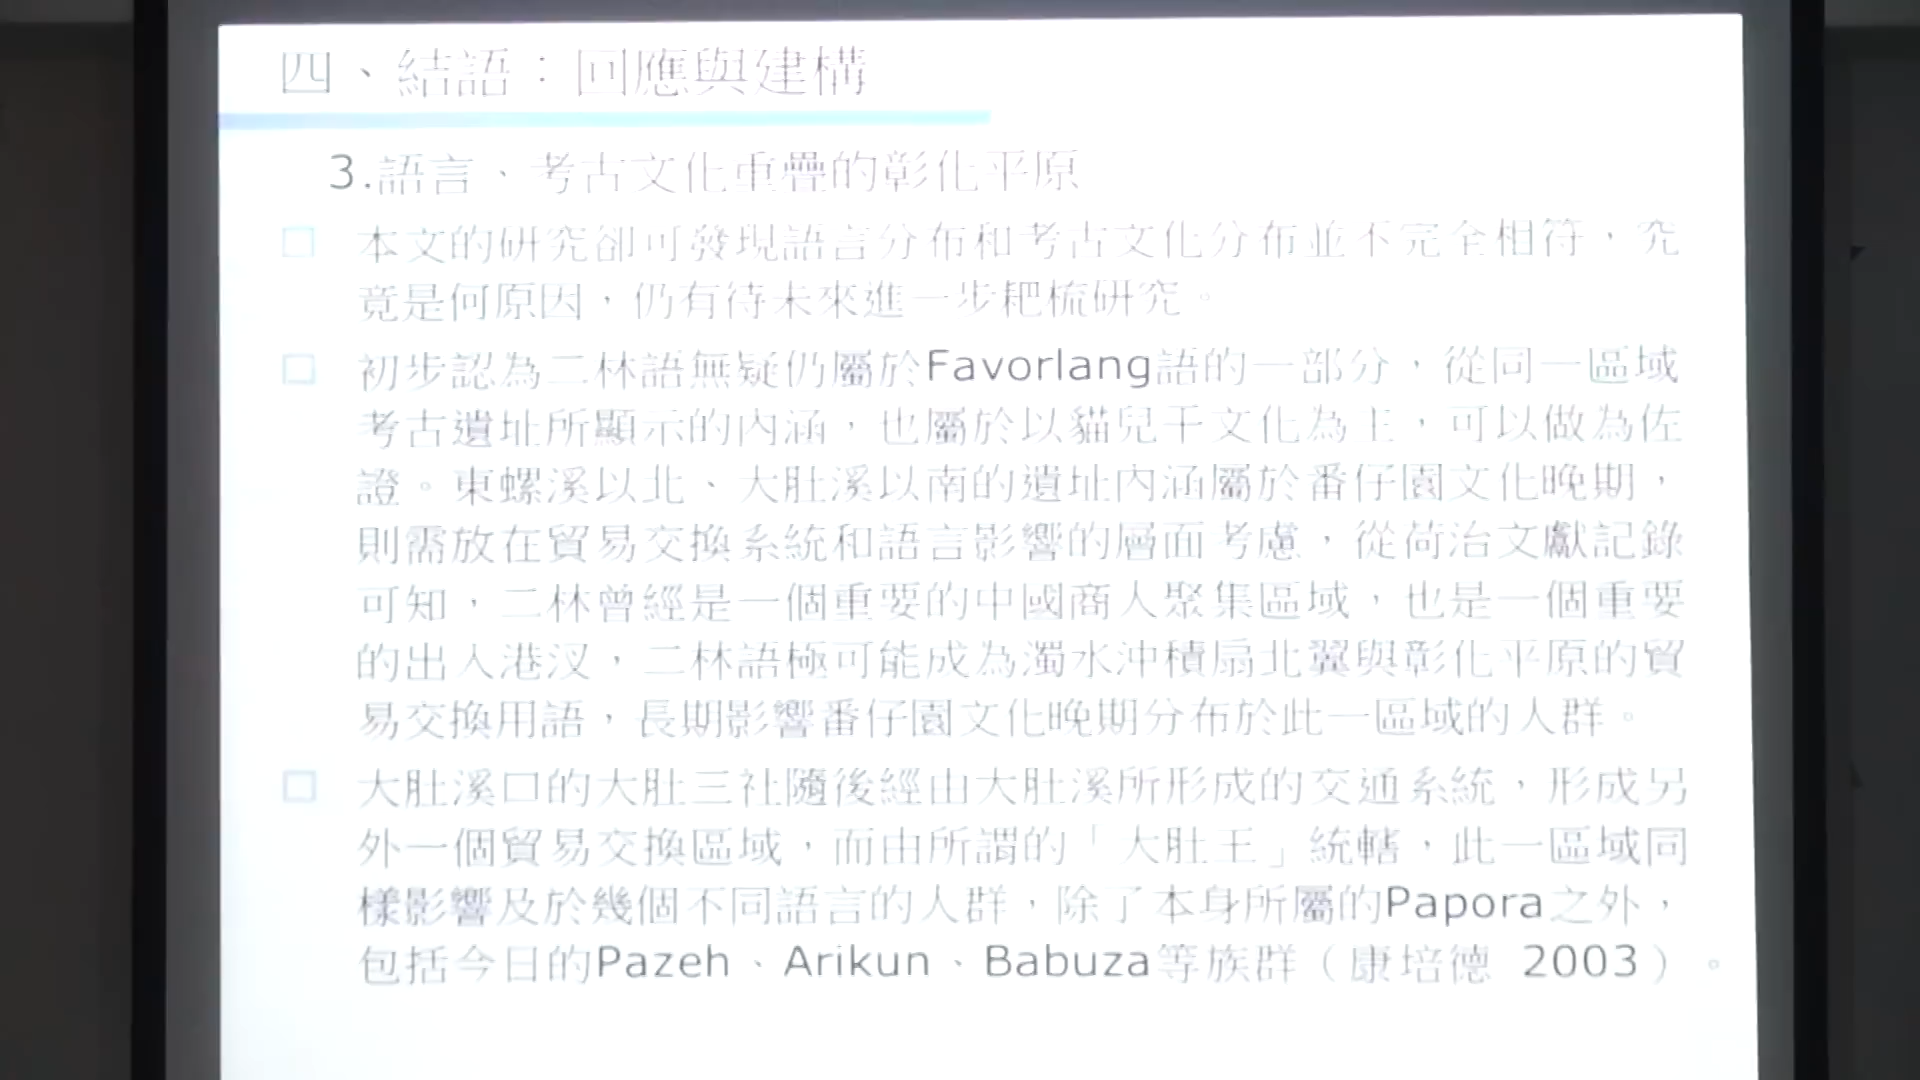 四、結語：回應與建構
3.語言、考古文化重疊的彰化平原
本文的研究卻可發現語言分布和考古文化分布並不完全相符，究
竟是何原因，仍有待未來進一步耙梳研究。
初步認為二林語無疑仍屬於Favorlang語的一部分，從同一區域
考古遺址所顯示的內涵，也屬於以貓兒干文化為主，可以做為佐
證。東螺溪以北、大肚溪以南的遺址內涵屬於番仔園文化晚期，
則需放在貿易交換系統和語言影響的層面考慮，從荷治文獻記錄
可知，二林曾經是一個重要的中國商人聚集區域，也是一個重要
的出入港汊，二林語極可能成為濁水沖積扇北翼與彰化平原的貿
易交換用語，長期影響番仔園文化晚期分布於此一區域的人群。
大肚溪口的大肚三社隨後經由大肚溪所形成的交通系統，形成另
外一個貿易交換區域，而由所謂的「大肚王」統轄，此一區域同
樣影響及於幾個不同語言的人群，除了本身所屬的Papora之外，
包括今日的Pazeh、Arikun、Babuza等族群（康培德 2003）。